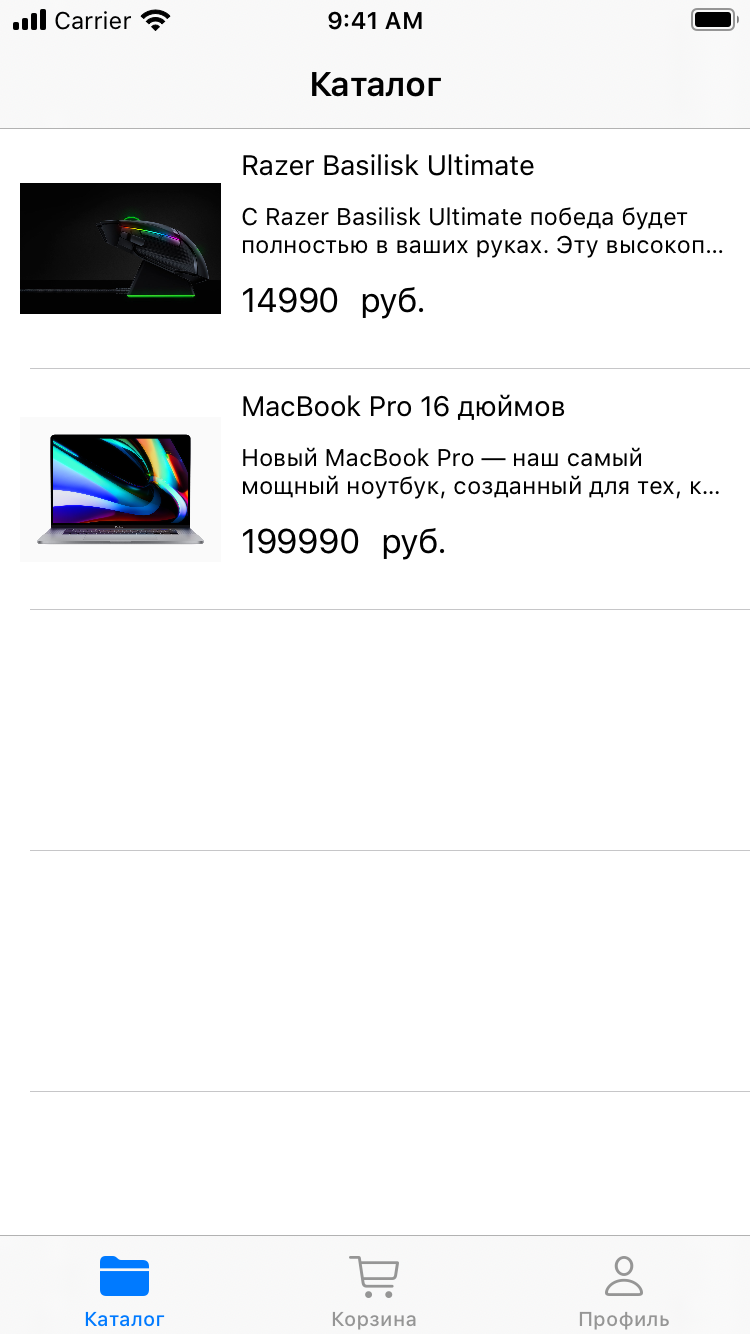 Carrier 9:41 AM
Каталог
Razer Basilisk Ultimate
С Razer Basilisk Ultimate победа будет
полностью в ваших руках. Эту высокоп...
14990 руб.
MacBook Pro 16 дюймов
Новый MacBook Pro — наш самый
мощный ноутбук, созданный для тех, к...
199990 руб.
Каталог Корзина Профиль